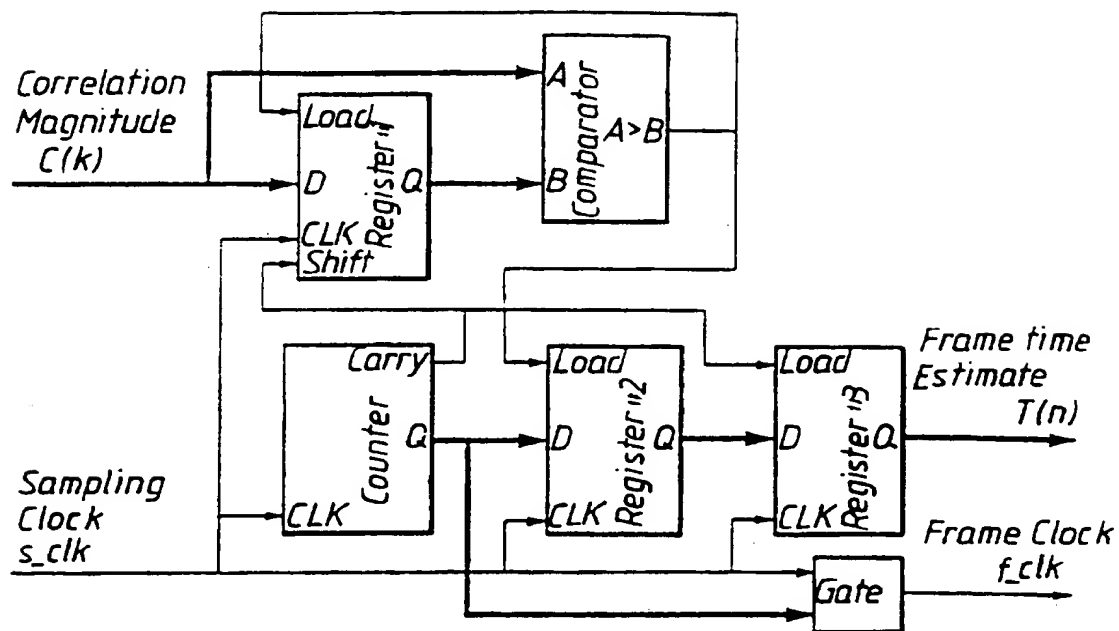 Correlation
Magnitude
C(k)
Load
D
Q
CLK
Shift
Register"1
A
B
A>B
Comparator
Carry
Q
CLK
Counter
Load
D
Q
CLK
Register"2
Load
D
Q
CLK
Register"3
Frame time
Estimate
T(n)
Sampling
Clock
s_clk
Gate
Frame Clock
f_clk